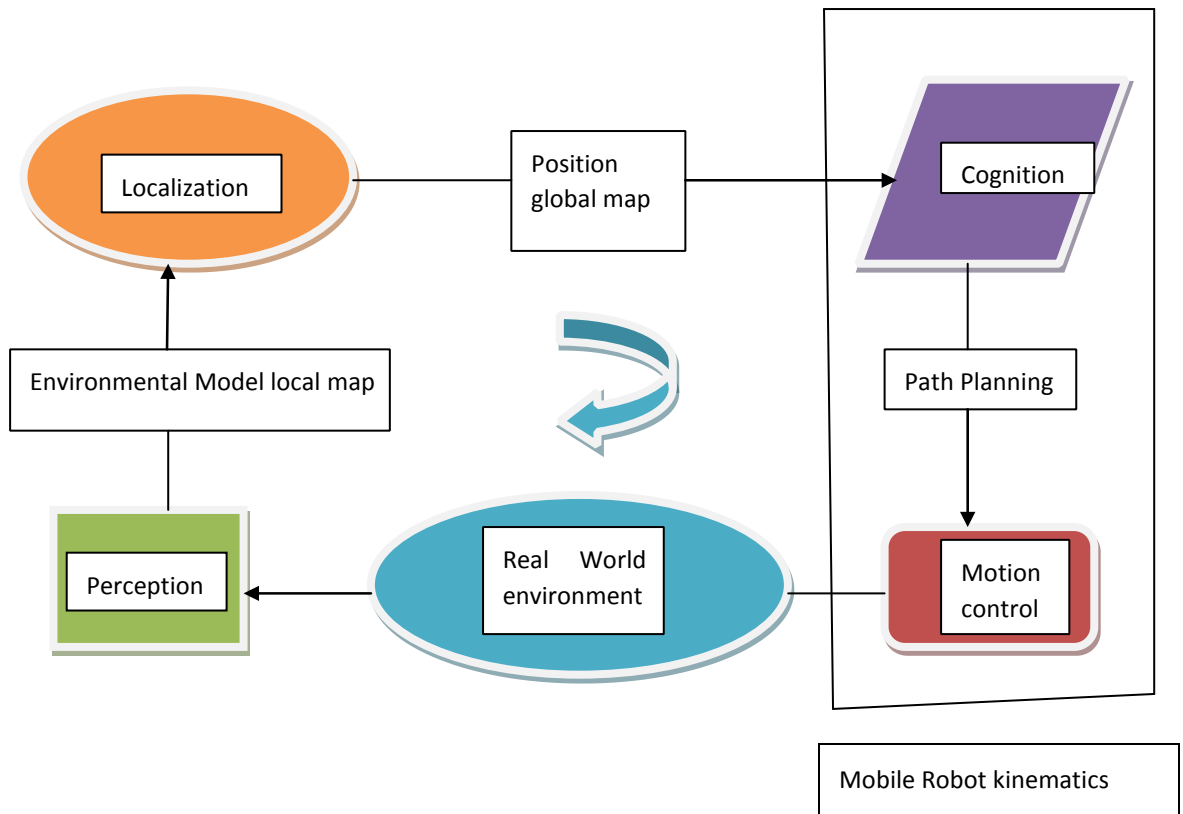 Localization
Position
global map
Cognition
Environmental Model local map
Path Planning
Perception
Real World
environment
Motion
control
Mobile Robot kinematics